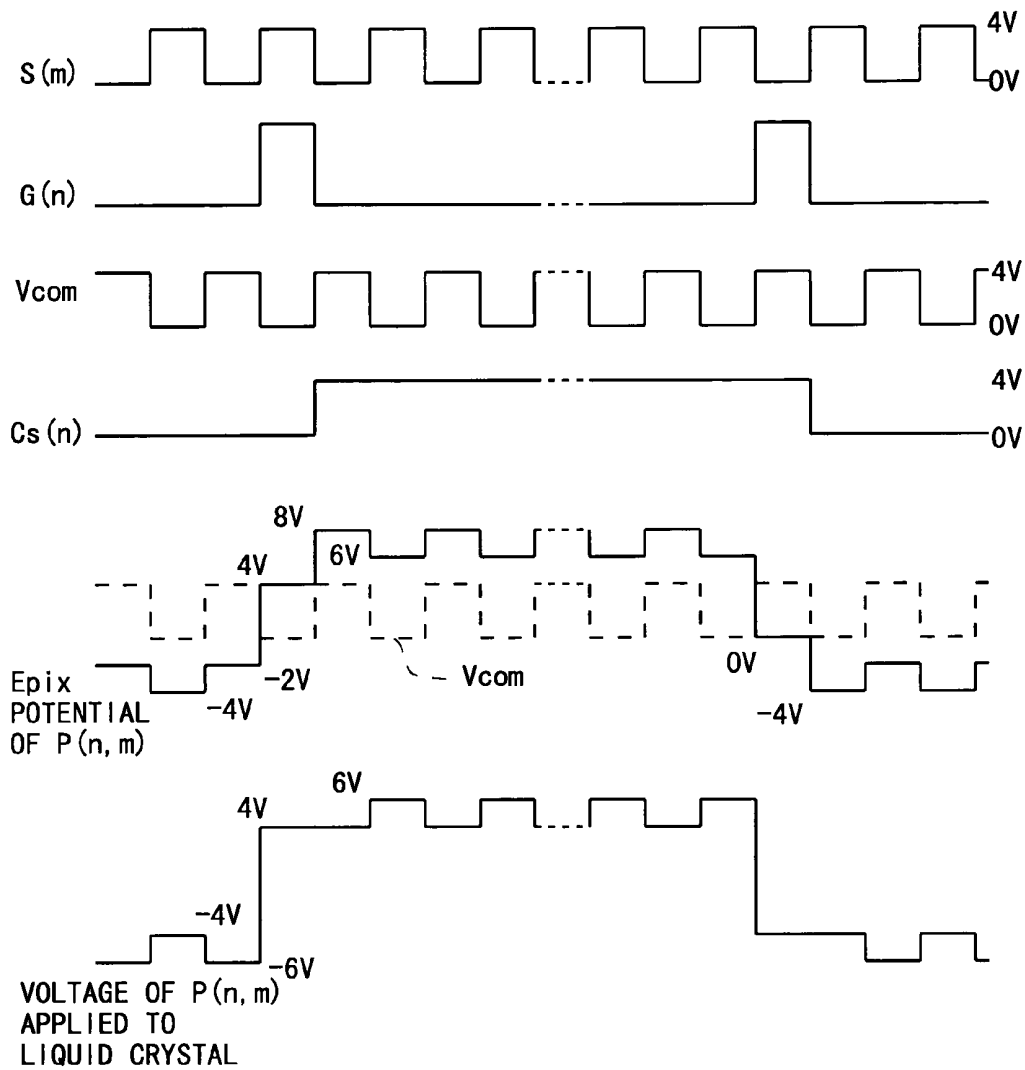 4V
S(m)
0V
G(n)
Vcom
4V
0V
4V
Cs(n)
0V
8V
4V
6V
Epix
POTENTIAL
OF P(n,m)
-4V
-2V
Vcom
0V
-4V
6V
4V
-4V
-6V
VOLTAGE OF P(n,m)
APPLIED TO
LIQUID CRYSTAL